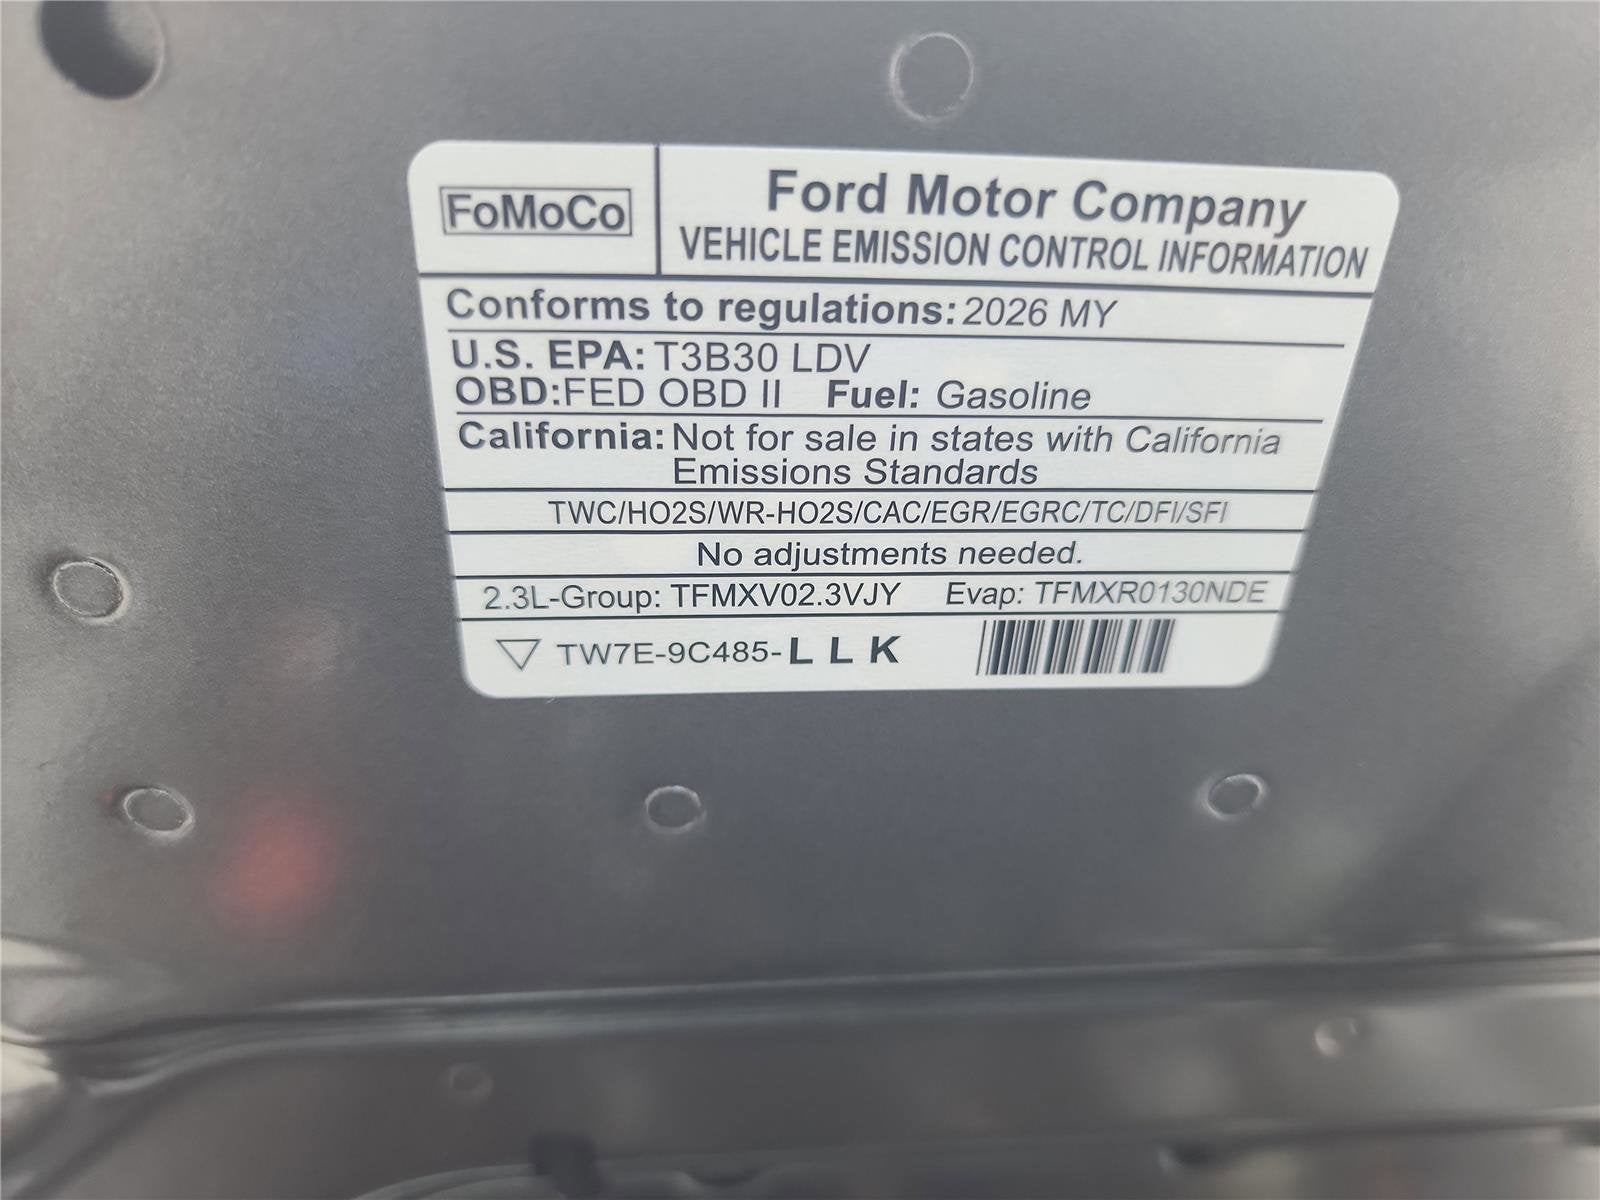 FoMoCo
Ford Motor Company
VEHICLE EMISSION CONTROL INFORMATION
Conforms to regulations: 2026 MY
U.S. EPA: T3B30 LDV
OBD:FED OBD II Fuel: Gasoline
California: Not for sale in states with California
Emissions Standards
TWC/HO2S/WR-HO2S/CAC/EGR/EGRC/TC/DFI/SFI
No adjustments needed.
2.3L-Group: TFMXV02.3VJY Evap: TFMXR0130NDE
TW7E-9C485-LLK